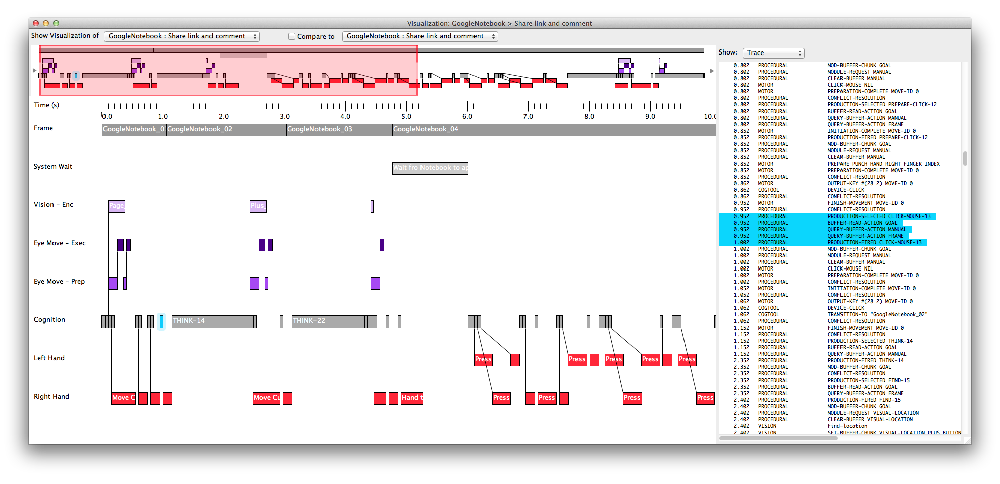 Visualization: GoogleNotebook > Share link and comment
Show Visualization of GoogleNotebook : Share link and comment Compare to GoogleNotebook : Share link and comment
Time (s)
0.0 1.0 2.0 3.0 4.0 5.0 6.0 7.0 8.0 9.0 10.0
Frame GoogleNotebook_01 GoogleNotebook_02 GoogleNotebook_03 GoogleNotebook_04
System Wait Wait fro Notebook to ap
Vision - Enc Page_ Plus_
Eye Move - Exec
Eye Move - Prep
Cognition THINK-14 THINK-22
Left Hand Press Press Press Press Press
Right Hand Move C Move Cu Hand t Press Press Press Press
Show: Trace
0.802 PROCEDURAL MOD-BUFFER-CHUNK GOAL
0.802 PROCEDURAL MODULE-REQUEST MANUAL
0.802 PROCEDURAL CLEAR-BUFFER MANUAL
0.802 MOTOR CLICK-MOUSE NIL
0.802 MOTOR PREPARATION-COMPLETE MOVE-ID 0
0.802 PROCEDURAL CONFLICT-RESOLUTION
0.802 PROCEDURAL PRODUCTION-SELECTED PREPARE-CLICK-12
0.802 PROCEDURAL BUFFER-READ-ACTION GOAL
0.802 PROCEDURAL QUERY-BUFFER-ACTION MANUAL
0.802 PROCEDURAL QUERY-BUFFER-ACTION FRAME
0.852 MOTOR INITIATION-COMPLETE MOVE-ID 0
0.852 PROCEDURAL PRODUCTION-FIRED PREPARE-CLICK-12
0.852 PROCEDURAL MOD-BUFFER-CHUNK GOAL
0.852 PROCEDURAL MODULE-REQUEST MANUAL
0.852 PROCEDURAL CLEAR-BUFFER MANUAL
0.852 MOTOR PREPARE PUNCH HAND RIGHT FINGER INDEX
0.852 MOTOR PREPARATION-COMPLETE MOVE-ID 0
0.852 PROCEDURAL CONFLICT-RESOLUTION
0.862 MOTOR OUTPUT-KEY #(28 2) MOVE-ID 0
0.862 COGTOOL DEVICE-CLICK
0.862 PROCEDURAL CONFLICT-RESOLUTION
0.952 MOTOR FINISH-MOVEMENT MOVE-ID 0
0.952 PROCEDURAL CONFLICT-RESOLUTION
0.952 PROCEDURAL PRODUCTION-SELECTED CLICK-MOUSE-13
0.952 PROCEDURAL BUFFER-READ-ACTION GOAL
0.952 PROCEDURAL QUERY-BUFFER-ACTION MANUAL
0.952 PROCEDURAL QUERY-BUFFER-ACTION FRAME
1.002 PROCEDURAL PRODUCTION-FIRED CLICK-MOUSE-13
1.002 PROCEDURAL MOD-BUFFER-CHUNK GOAL
1.002 PROCEDURAL MODULE-REQUEST MANUAL
1.002 PROCEDURAL CLEAR-BUFFER MANUAL
1.002 MOTOR CLICK-MOUSE NIL
1.002 MOTOR PREPARATION-COMPLETE MOVE-ID 0
1.002 PROCEDURAL CONFLICT-RESOLUTION
1.052 MOTOR INITIATION-COMPLETE MOVE-ID 0
1.052 PROCEDURAL CONFLICT-RESOLUTION
1.062 MOTOR OUTPUT-KEY #(28 2) MOVE-ID 0
1.062 COGTOOL DEVICE-CLICK
1.062 COGTOOL TRANSITION-TO "GoogleNotebook_02"
1.062 PROCEDURAL CONFLICT-RESOLUTION
1.152 MOTOR FINISH-MOVEMENT MOVE-ID 0
1.152 PROCEDURAL CONFLICT-RESOLUTION
1.152 PROCEDURAL PRODUCTION-SELECTED THINK-14
1.152 PROCEDURAL BUFFER-READ-ACTION GOAL
1.152 PROCEDURAL QUERY-BUFFER-ACTION MANUAL
2.352 PROCEDURAL PRODUCTION-FIRED THINK-14
2.352 PROCEDURAL MOD-BUFFER-CHUNK GOAL
2.352 PROCEDURAL CONFLICT-RESOLUTION
2.352 PROCEDURAL PRODUCTION-SELECTED FIND-15
2.352 PROCEDURAL BUFFER-READ-ACTION GOAL
2.352 PROCEDURAL QUERY-BUFFER-ACTION FRAME
2.402 PROCEDURAL PRODUCTION-FIRED FIND-15
2.402 PROCEDURAL MOD-BUFFER-CHUNK GOAL
2.402 PROCEDURAL MODULE-REQUEST VISUAL-LOCATION
2.402 PROCEDURAL CLEAR-BUFFER VISUAL-LOCATION
2.402 VISION Find-location
2.402 VISION SET-BUFFER-CHUNK VISUAL-LOCATION PLUS_BUTTON